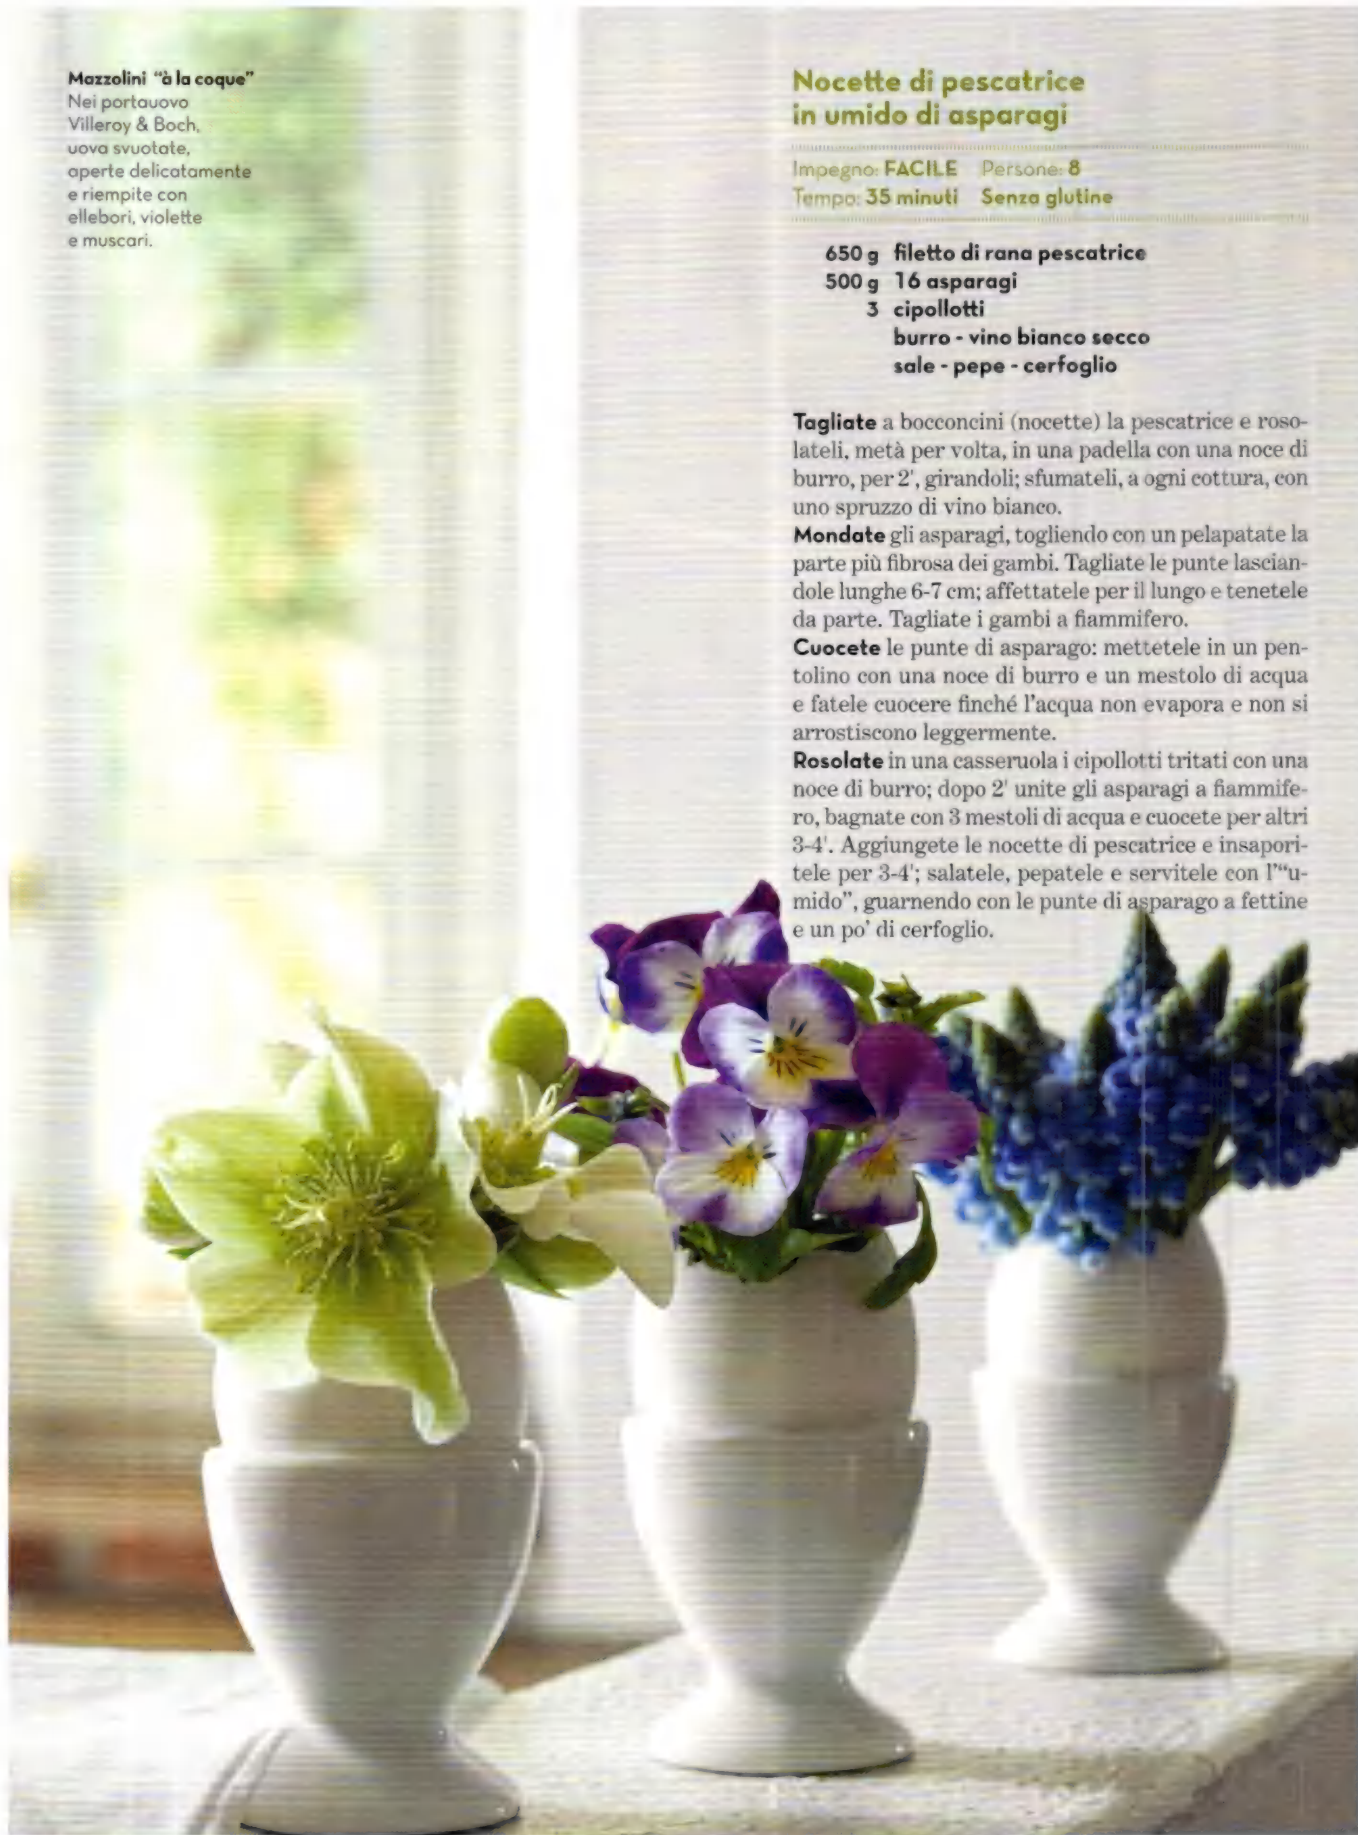 Mazzolini "à la coque"
Nei portauovo
Villeroy & Boch,
uova svuotate,
aperte delicatamente
e riempite con
ellebori, violette
e muscari.
Nocette di pescatrice
in umido di asparagi
Impegno: FACILE Persone: 8
Tempo: 35 minuti Senza glutine
650 g filetto di rana pescatrice
500 g 16 asparagi
3 cipollotti
burro - vino bianco secco
sale - pepe - cerfoglio
Tagliate a bocconcini (nocette) la pescatrice e roso-
lateli, metà per volta, in una padella con una noce di
burro, per 2', girandoli; sfumateli, a ogni cottura, con
uno spruzzo di vino bianco.
Mondate gli asparagi, togliendo con un pelapatate la
parte più fibrosa dei gambi. Tagliate le punte lascian-
dole lunghe 6-7 cm; affettatele per il lungo e tenetele
da parte. Tagliate i gambi a fiammifero.
Cuocete le punte di asparago: mettetele in un pen-
tolino con una noce di burro e un mestolo di acqua
e fatele cuocere finché l'acqua non evapora e non si
arrostiscono leggermente.
Rosolate in una casseruola i cipollotti tritati con una
noce di burro; dopo 2' unite gli asparagi a fiammife-
ro, bagnate con 3 mestoli di acqua e cuocete per altri
3-4'. Aggiungete le nocette di pescatrice e insapori-
tele per 3-4'; salatele, pepatele e servitele con l'"u-
mido", guarnendo con le punte di asparago a fettine
e un po' di cerfoglio.